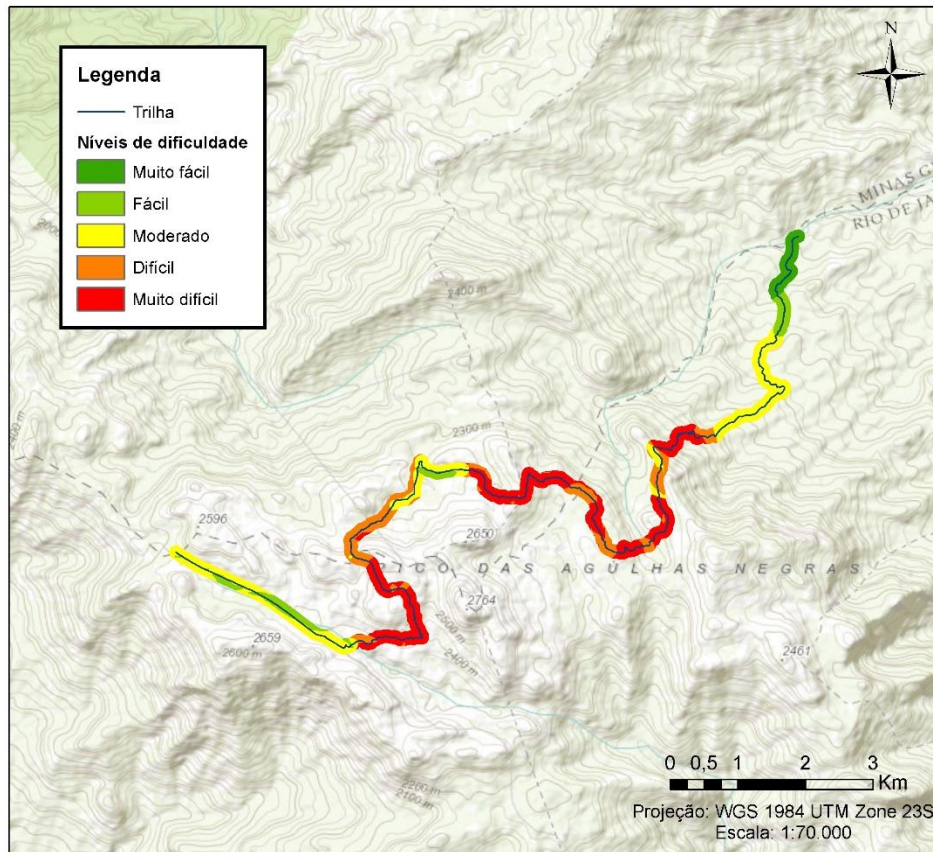 Legenda
Trilha
Níveis de dificuldade
Muito fácil
Fácil
Moderado
Difícil
Muito difícil
N
MINAS
RIO DE
2400 m
2300 m
2596
2650
PICO DAS AGULHAS NEGRAS
2764
2500 m
2400 m
2659
2600 m
2461
2200 m
2100 m
0 0,5 1 2 3
Km
Projeção: WGS 1984 UTM Zone 23S
Escala: 1:70.000